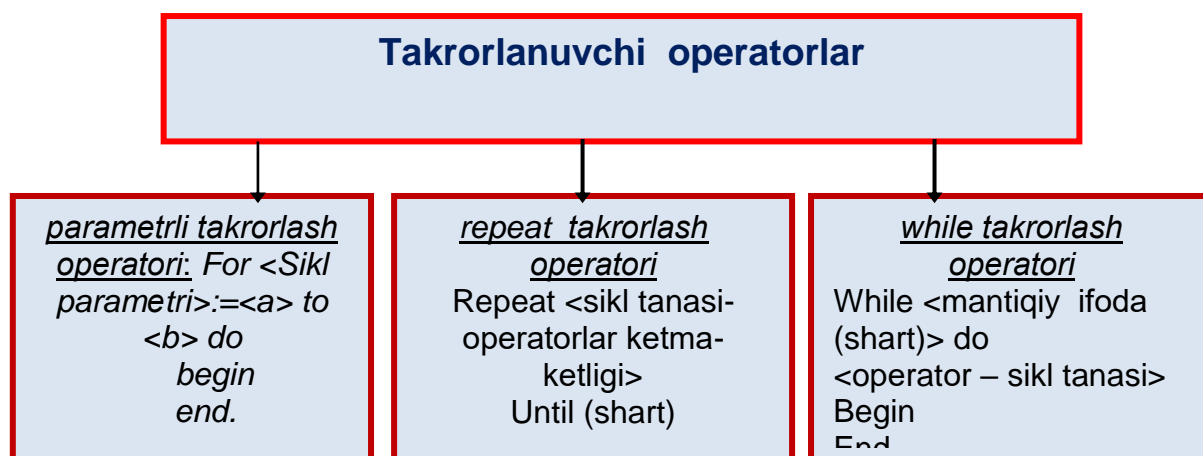 Takrorlanuvchi operatorlar
parametrli takrorlash
operatori: For <Sikl
parametri>:=<a> to
<b> do
begin
end.
repeat takrorlash
operatori
Repeat <sikl tanasi-
operatorlar ketma-
ketligi>
Until (shart)
while takrorlash
operatori
While <mantiqiy ifoda
(shart)> do
<operator – sikl tanasi>
Begin
End